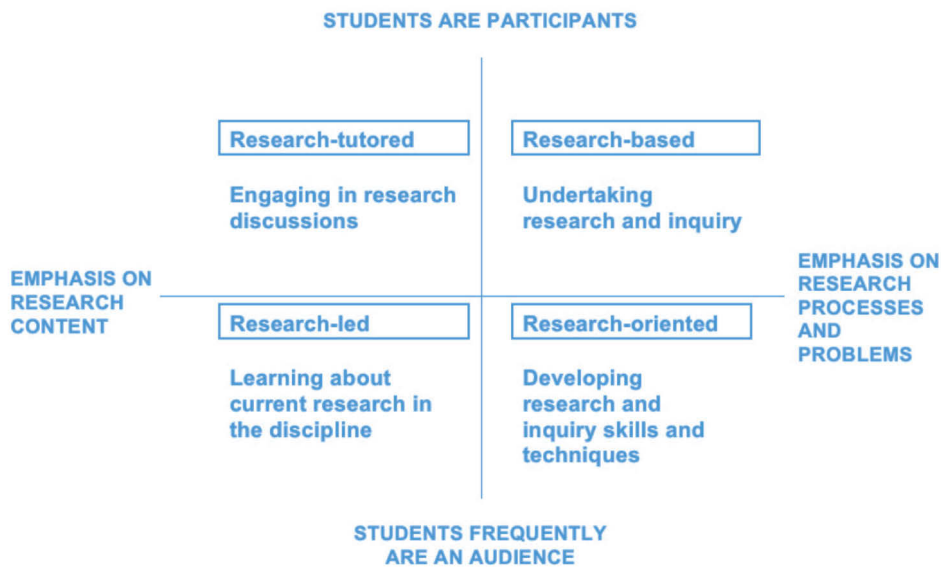 STUDENTS ARE PARTICIPANTS
Research-tutored
Engaging in research
discussions
Research-based
Undertaking
research and inquiry
EMPHASIS ON
RESEARCH
CONTENT
EMPHASIS ON
RESEARCH
PROCESSES
AND
PROBLEMS
Research-led
Learning about
current research in
the discipline
Research-oriented
Developing
research and
inquiry skills and
techniques
STUDENTS FREQUENTLY
ARE AN AUDIENCE